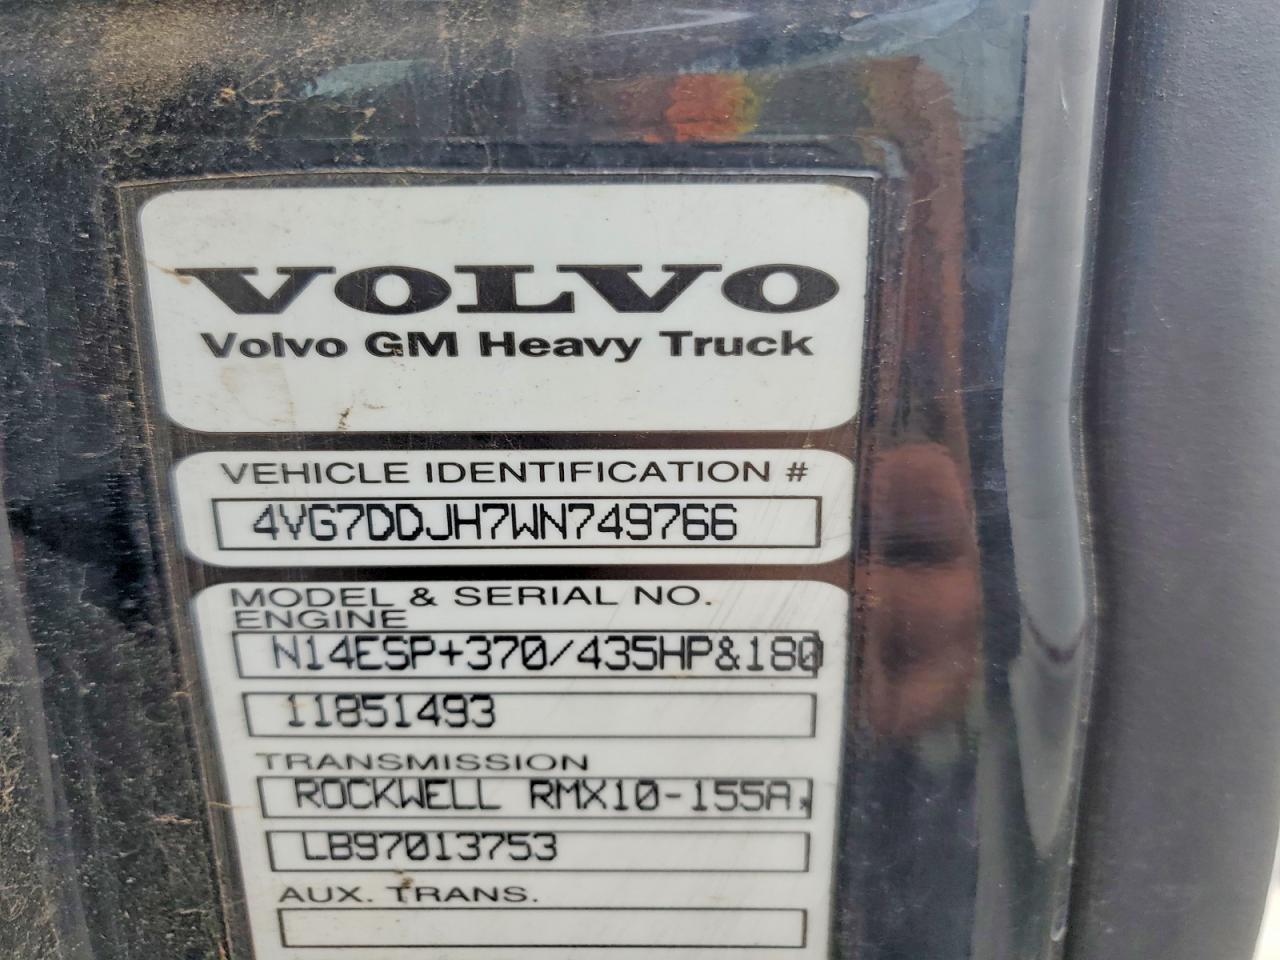 VOLVO
Volvo GM Heavy Truck
VEHICLE IDENTIFICATION #
4VG7DDJH7WN749766
MODEL & SERIAL NO.
ENGINE
N14ESP+370/435HP&180
11851493
TRANSMISSION
ROCKWELL RMX10-155A,
LB97013753
AUX. TRANS.